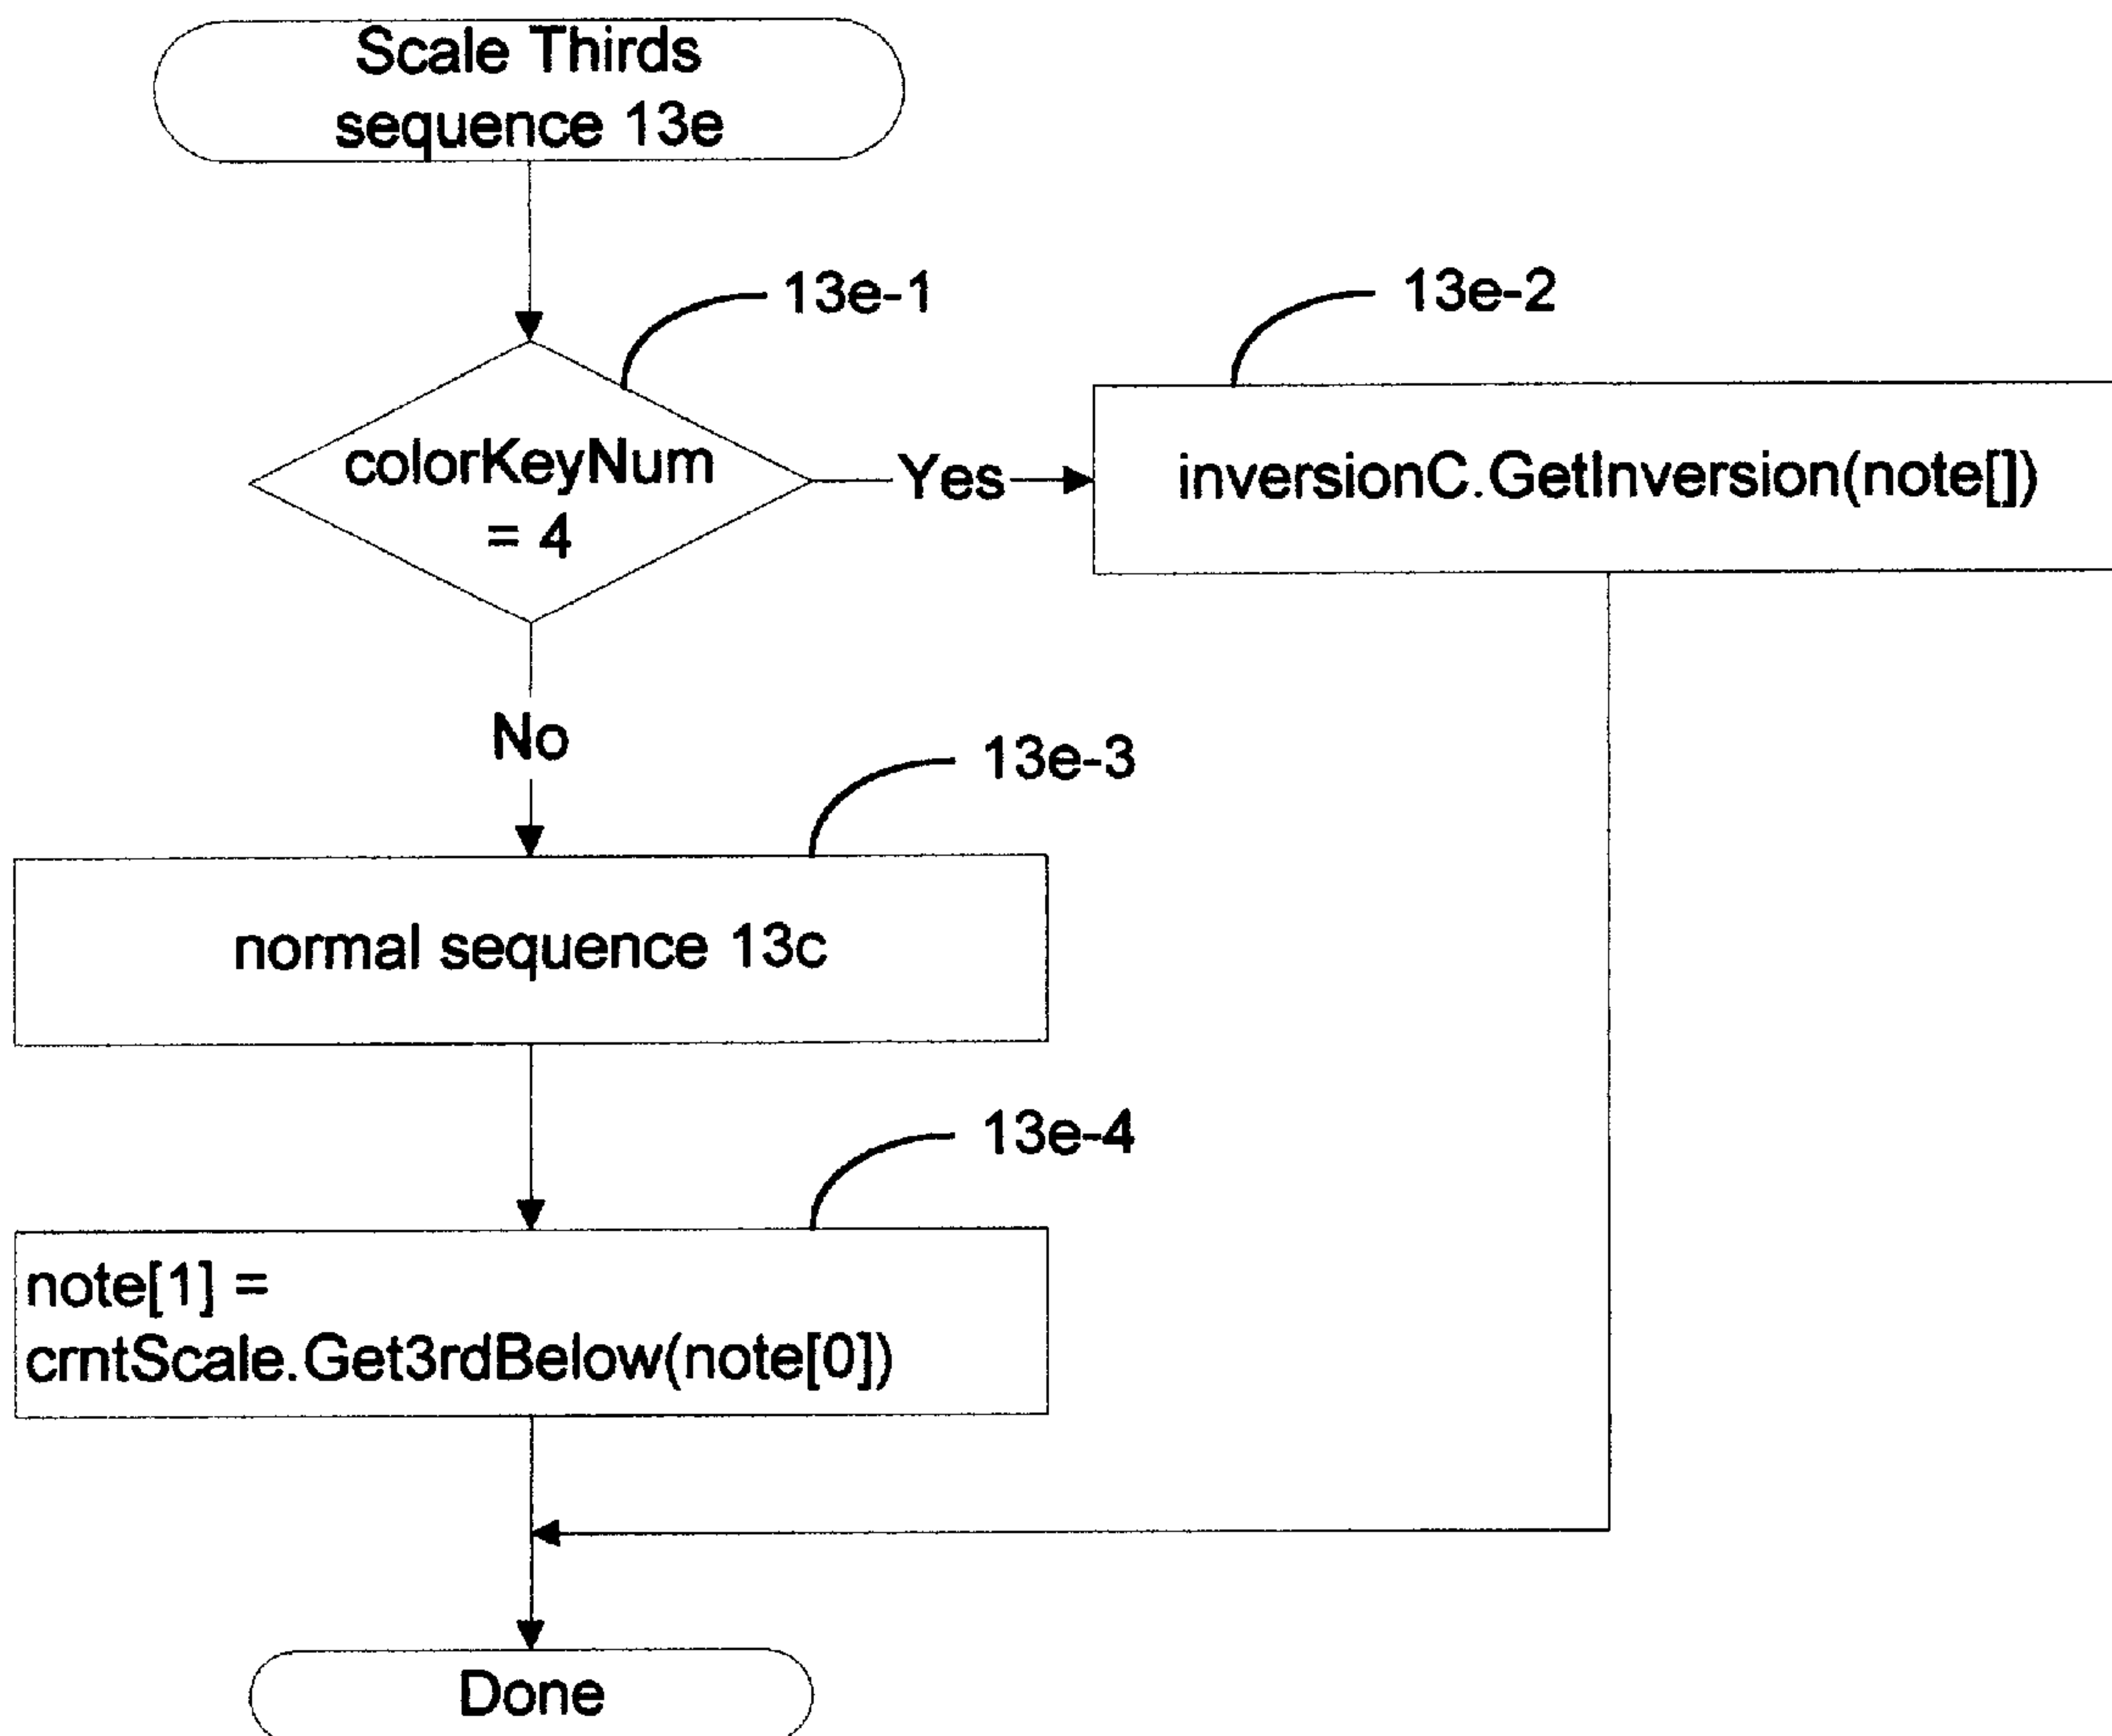 Scale Thirds
sequence 13e
13e-1
13e-2
colorKeyNum
= 4
Yes
inversionC.GetInversion(note[])
No
13e-3
normal sequence 13c
13e-4
note[1] =
crntScale.Get3rdBelow(note[0])
Done